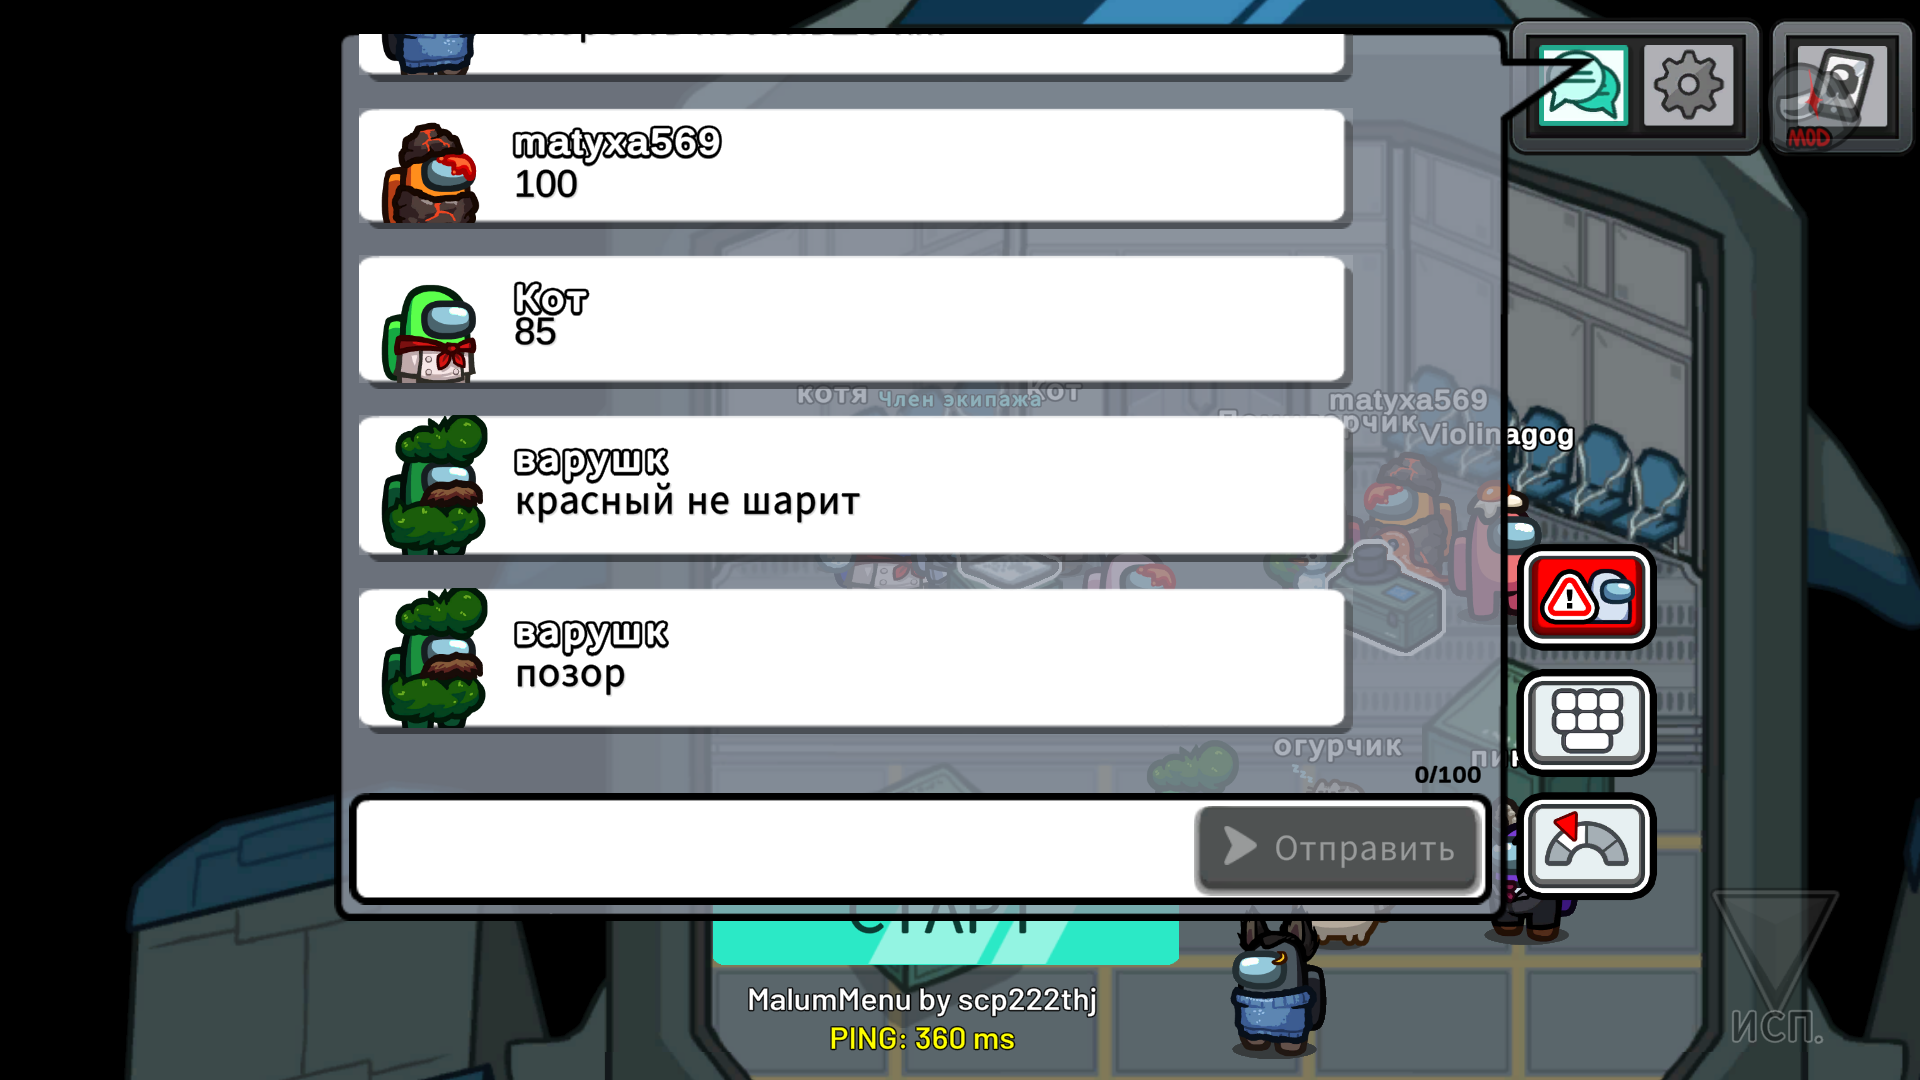 matyxa569
100
Кот
85
котя Член экипажа Кот
matyxa569
Violinagog
варушк
красный не шарит
варушк
позор
огурчик
0/100
Отправить
СТАРТ
MalumMenu by scp222thj
PING: 360 ms
MOD
ИСП.